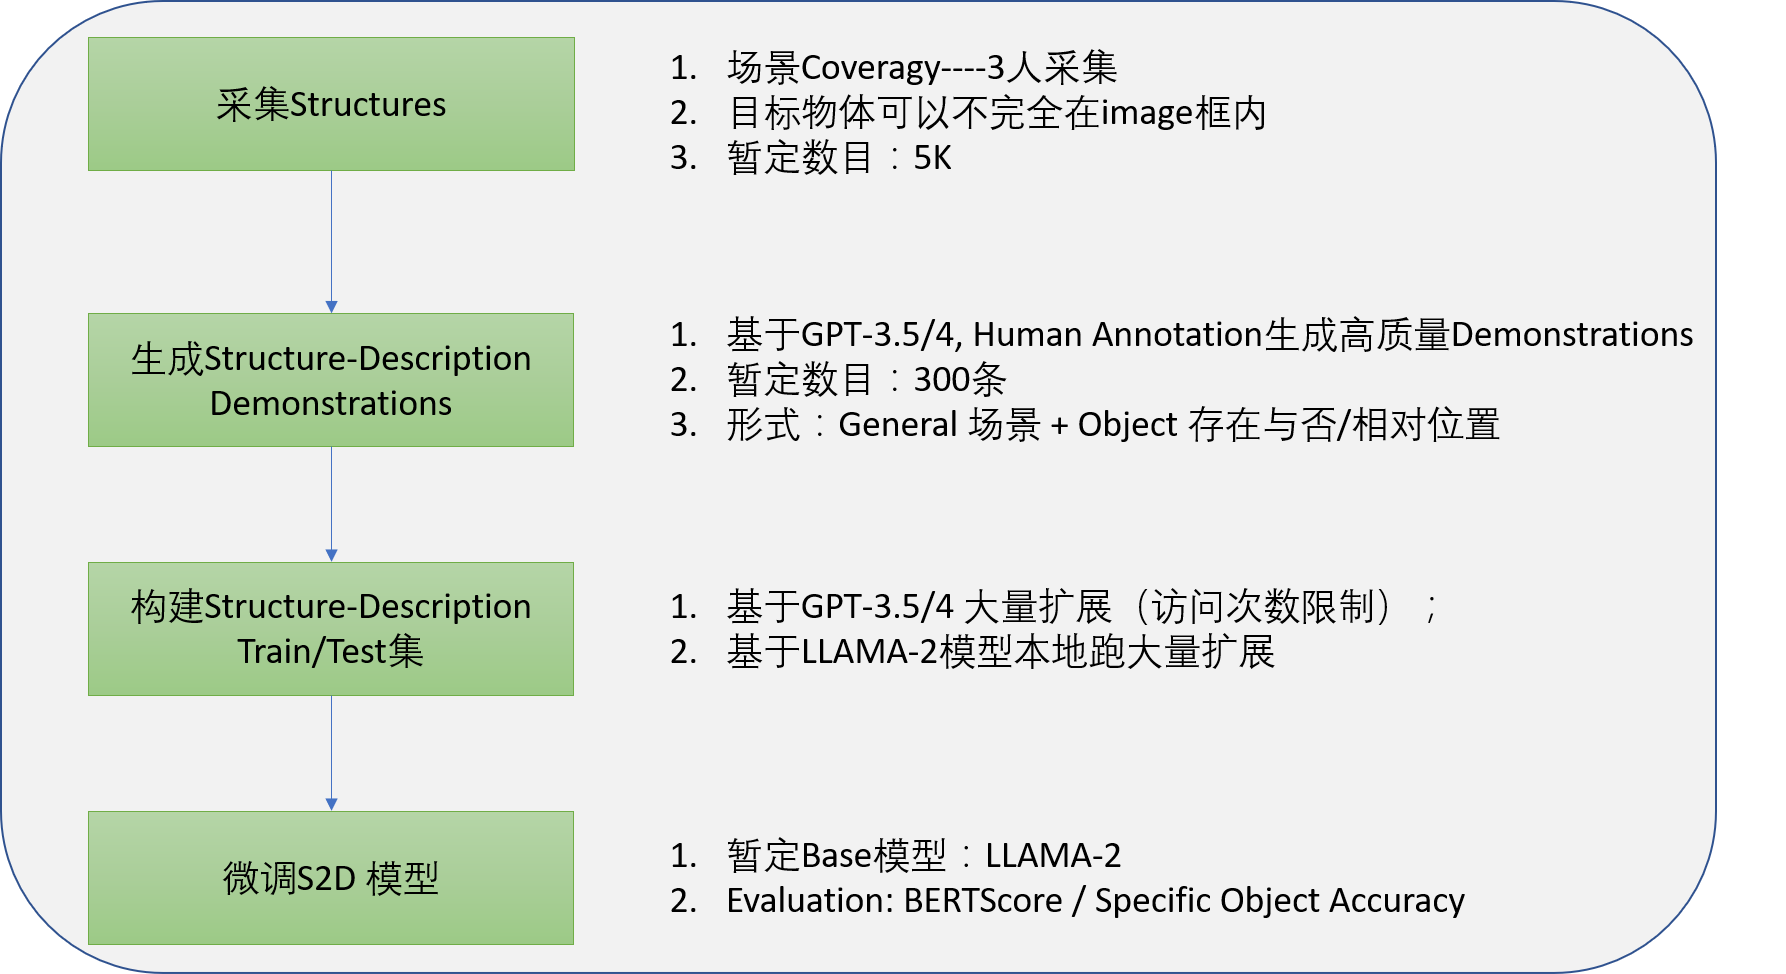 采集Structures
1. 场景Coveragy----3人采集
2. 目标物体可以不完全在image框内
3. 暂定数目：5K
生成Structure-Description
Demonstrations
1. 基于GPT-3.5/4, Human Annotation生成高质量Demonstrations
2. 暂定数目：300条
3. 形式：General 场景 + Object 存在与否/相对位置
构建Structure-Description
Train/Test集
1. 基于GPT-3.5/4 大量扩展（访问次数限制）；
2. 基于LLAMA-2模型本地跑大量扩展
微调S2D 模型
1. 暂定Base模型：LLAMA-2
2. Evaluation: BERTScore / Specific Object Accuracy